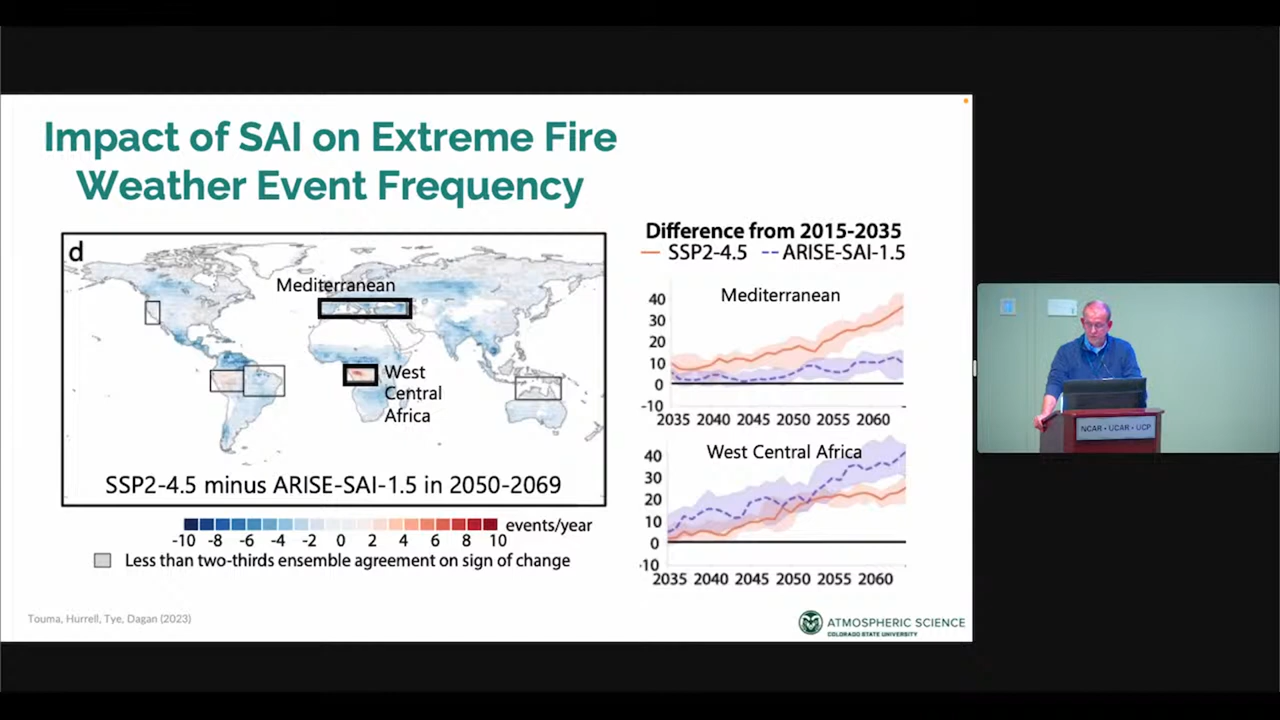 Impact of SAI on Extreme Fire
Weather Event Frequency
d
Mediterranean
West
Central
Africa
SSP2-4.5 minus ARISE-SAI-1.5 in 2050-2069
-10 -8 -6 -4 -2 0 2 4 6 8 10 events/year
Less than two-thirds ensemble agreement on sign of change
Difference from 2015-2035
SSP2-4.5 ARISE-SAI-1.5
Mediterranean
40
30
20
10
0
-10
2035 2040 2045 2050 2055 2060
West Central Africa
40
30
20
10
0
-10
2035 2040 2045 2050 2055 2060
Touma, Hurrell, Tye, Dagan (2023)
ATMOSPHERIC SCIENCE
COLORADO STATE UNIVERSITY
NCAR • UCAR • UCP